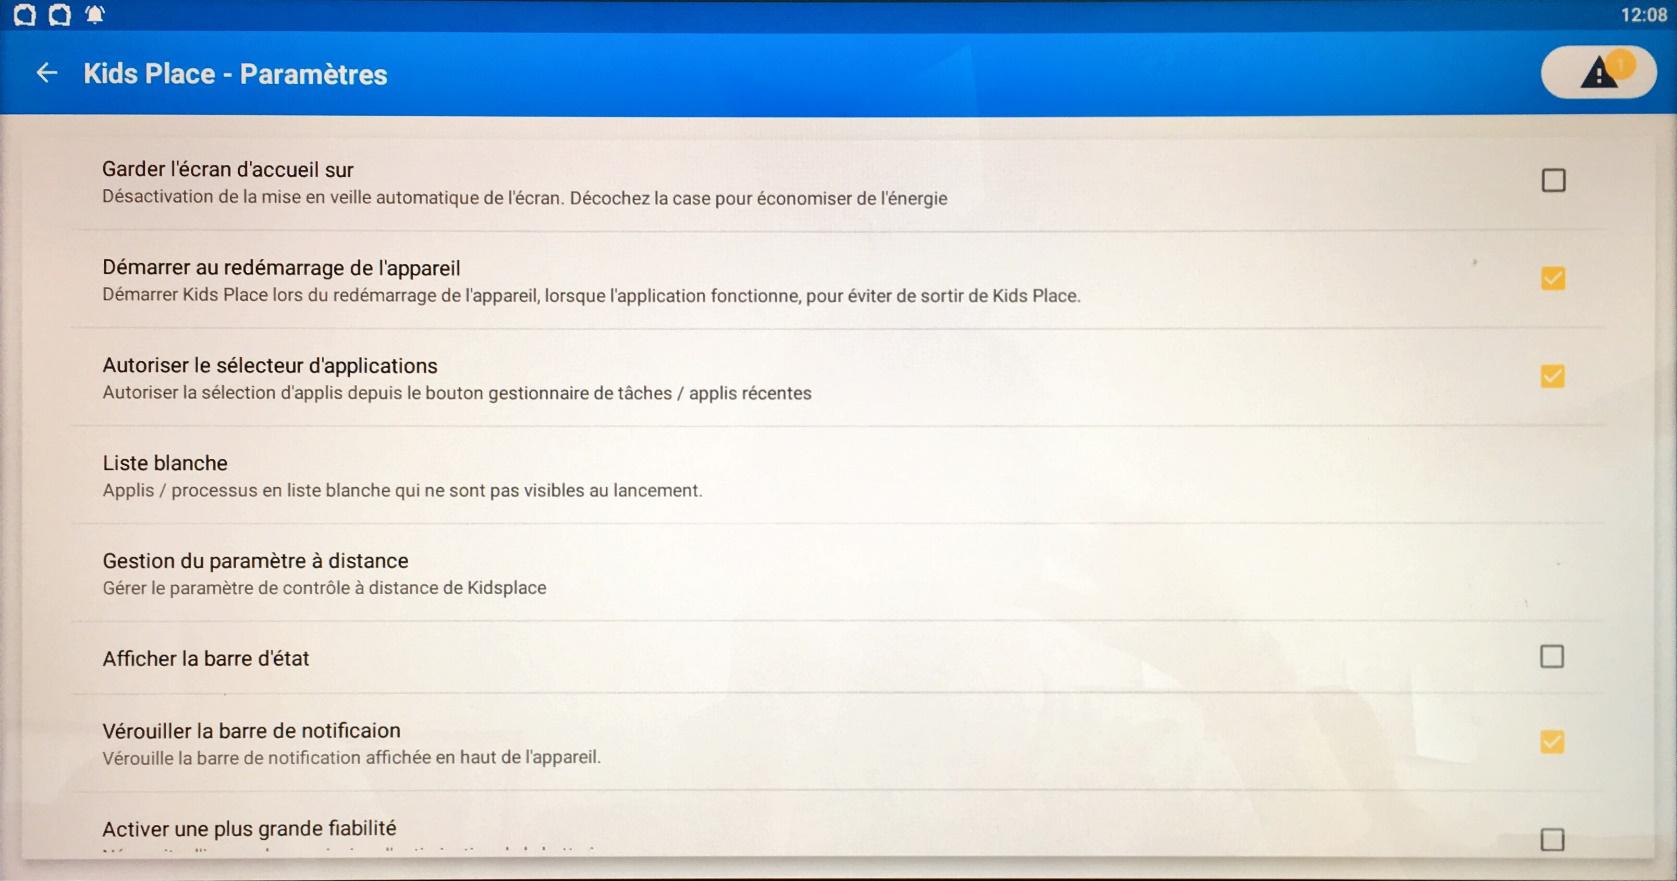 12:08
Kids Place - Paramètres
1
Garder l'écran d'accueil sur
Désactivation de la mise en veille automatique de l'écran. Décochez la case pour économiser de l'énergie
Démarrer au redémarrage de l'appareil
Démarrer Kids Place lors du redémarrage de l'appareil, lorsque l'application fonctionne, pour éviter de sortir de Kids Place.
Autoriser le sélecteur d'applications
Autoriser la sélection d'applis depuis le bouton gestionnaire de tâches / applis récentes
Liste blanche
Applis / processus en liste blanche qui ne sont pas visibles au lancement.
Gestion du paramètre à distance
Gérer le paramètre de contrôle à distance de Kidsplace
Afficher la barre d'état
Vérouiller la barre de notificaion
Vérouille la barre de notification affichée en haut de l'appareil.
Activer une plus grande fiabilité